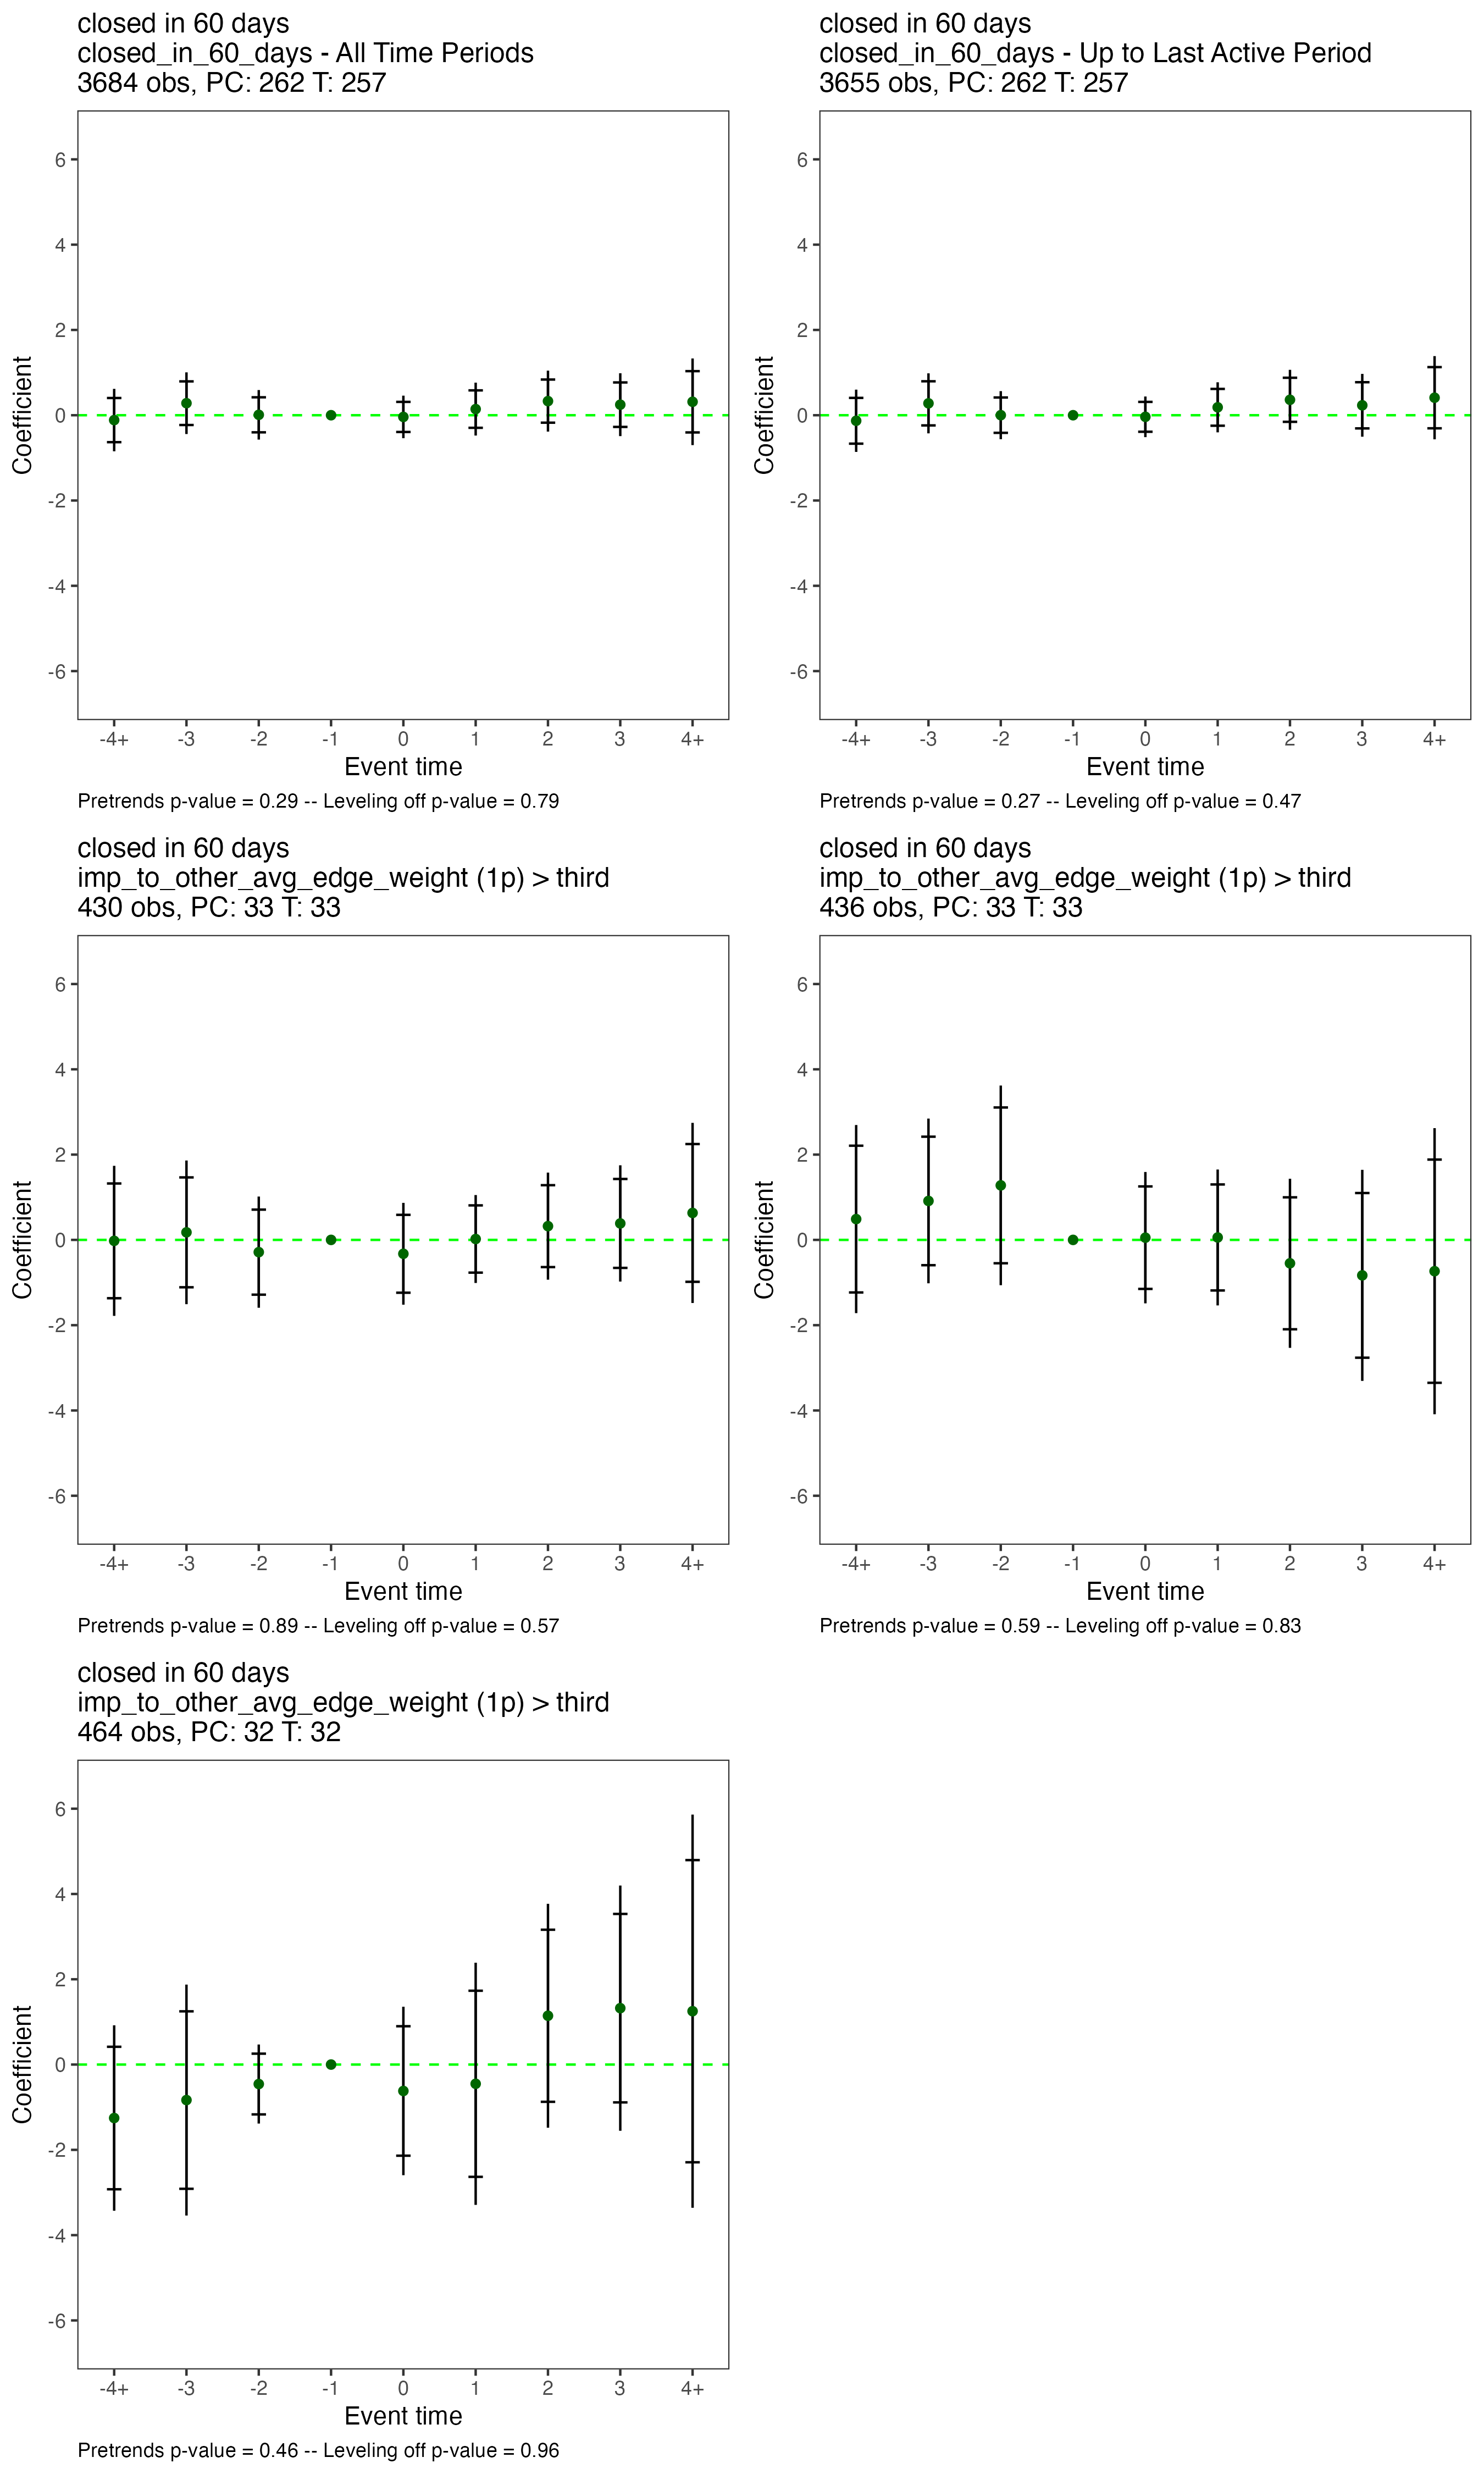 closed in 60 days
closed_in_60_days - All Time Periods
3684 obs, PC: 262 T: 257
Coefficient
6
4
2
0
-2
-4
-6
-4+ -3 -2 -1 0 1 2 3 4+
Event time
Pretrends p-value = 0.29 -- Leveling off p-value = 0.79
closed in 60 days
closed_in_60_days - Up to Last Active Period
3655 obs, PC: 262 T: 257
Coefficient
6
4
2
0
-2
-4
-6
-4+ -3 -2 -1 0 1 2 3 4+
Event time
Pretrends p-value = 0.27 -- Leveling off p-value = 0.47
closed in 60 days
imp_to_other_avg_edge_weight (1p) > third
430 obs, PC: 33 T: 33
Coefficient
6
4
2
0
-2
-4
-6
-4+ -3 -2 -1 0 1 2 3 4+
Event time
Pretrends p-value = 0.89 -- Leveling off p-value = 0.57
closed in 60 days
imp_to_other_avg_edge_weight (1p) > third
436 obs, PC: 33 T: 33
Coefficient
6
4
2
0
-2
-4
-6
-4+ -3 -2 -1 0 1 2 3 4+
Event time
Pretrends p-value = 0.59 -- Leveling off p-value = 0.83
closed in 60 days
imp_to_other_avg_edge_weight (1p) > third
464 obs, PC: 32 T: 32
Coefficient
6
4
2
0
-2
-4
-6
-4+ -3 -2 -1 0 1 2 3 4+
Event time
Pretrends p-value = 0.46 -- Leveling off p-value = 0.96